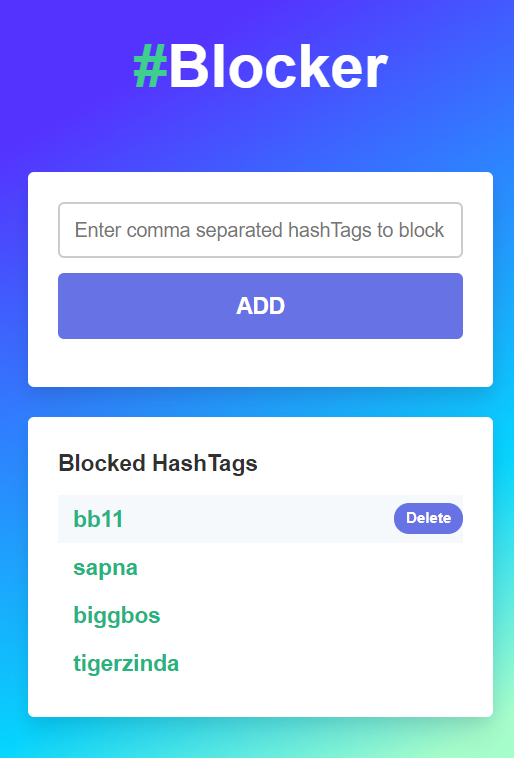 #Blocker
Enter comma separated hashTags to block
ADD
Blocked HashTags
bb11 Delete
sapna
biggbos
tigerzinda